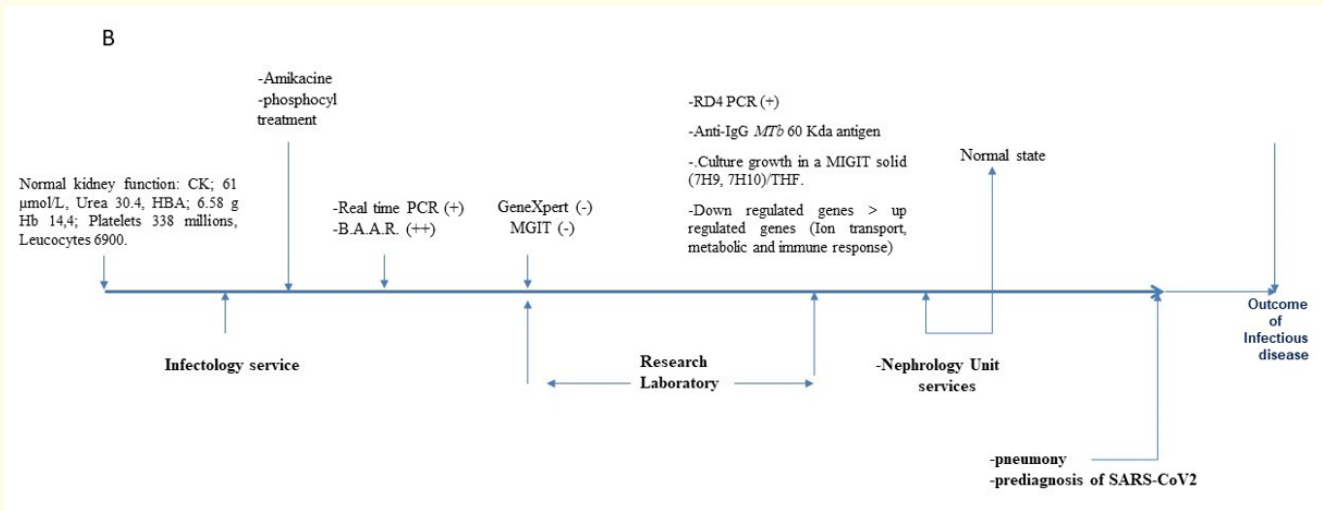 B
-Amikacine
-phosphocyl
treatment
Normal kidney function: CK; 61
µmol/L, Urea 30.4, HBA; 6.58 g
Hb 14,4; Platelets 338 millions,
Leucocytes 6900.
-Real time PCR (+)
-B.A.A.R. (++)
GeneXpert (-)
MGIT (-)
-RD4 PCR (+)
-Anti-IgG MTb 60 Kda antigen
-.Culture growth in a MIGIT solid
(7H9, 7H10)/THF.
-Down regulated genes > up
regulated genes (Ion transport,
metabolic and immune response)
Normal state
Infectology service
Research
Laboratory
-Nephrology Unit
services
Outcome
of
Infectious
disease
-pneumony
-prediagnosis of SARS-CoV2